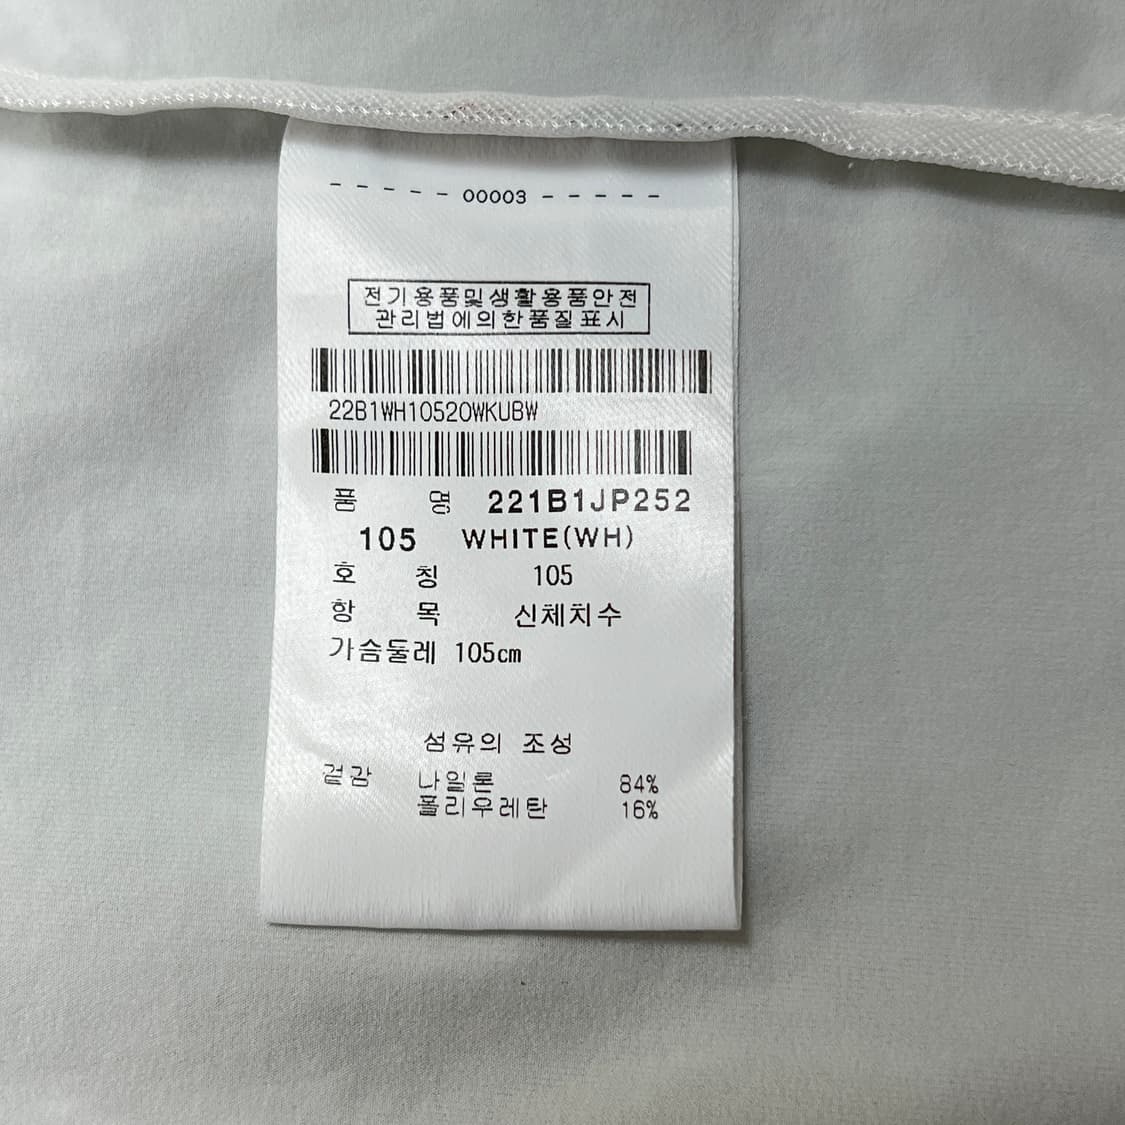 - - - - - 00003 - - - - -
전기용품및생활용품안전
관리법에의한품질표시
22B1WH10520WKUBW
품 명 221B1JP252
105 WHITE(WH)
호 칭 105
항 목 신체치수
가슴둘레 105cm
섬유의 조성
겉감 나일론 84%
폴리우레탄 16%